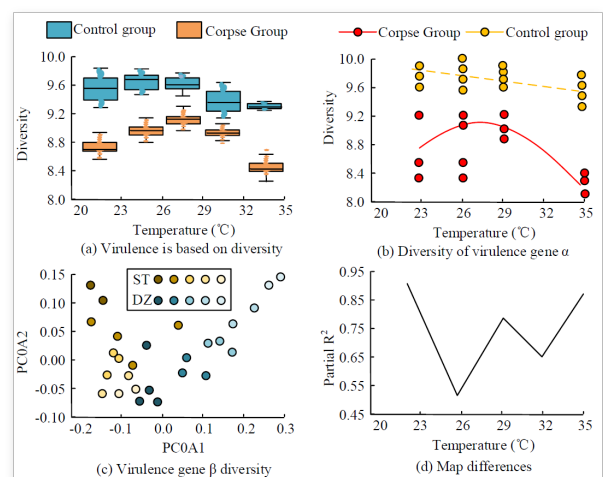 Control group Corpse Group
10.0
9.6
9.2
8.8
8.4
8.0
Diversity
20 23 26 29 32 35
Temperature (℃)
(a) Virulence is based on diversity
Corpse Group Control group
10.0
9.6
9.2
8.8
8.4
8.0
Diversity
20 23 26 29 32 35
Temperature (℃)
(b) Diversity of virulence gene α
ST
DZ
0.15
0.10
0.05
0.00
-0.05
-0.10
PC0A2
-0.2 -0.1 0.0 0.1 0.2 0.3
PC0A1
(c) Virulence gene β diversity
0.95
0.85
0.75
0.65
0.55
0.45
Partial R²
20 22 26 29 32 35
Temperature (℃)
(d) Map differences